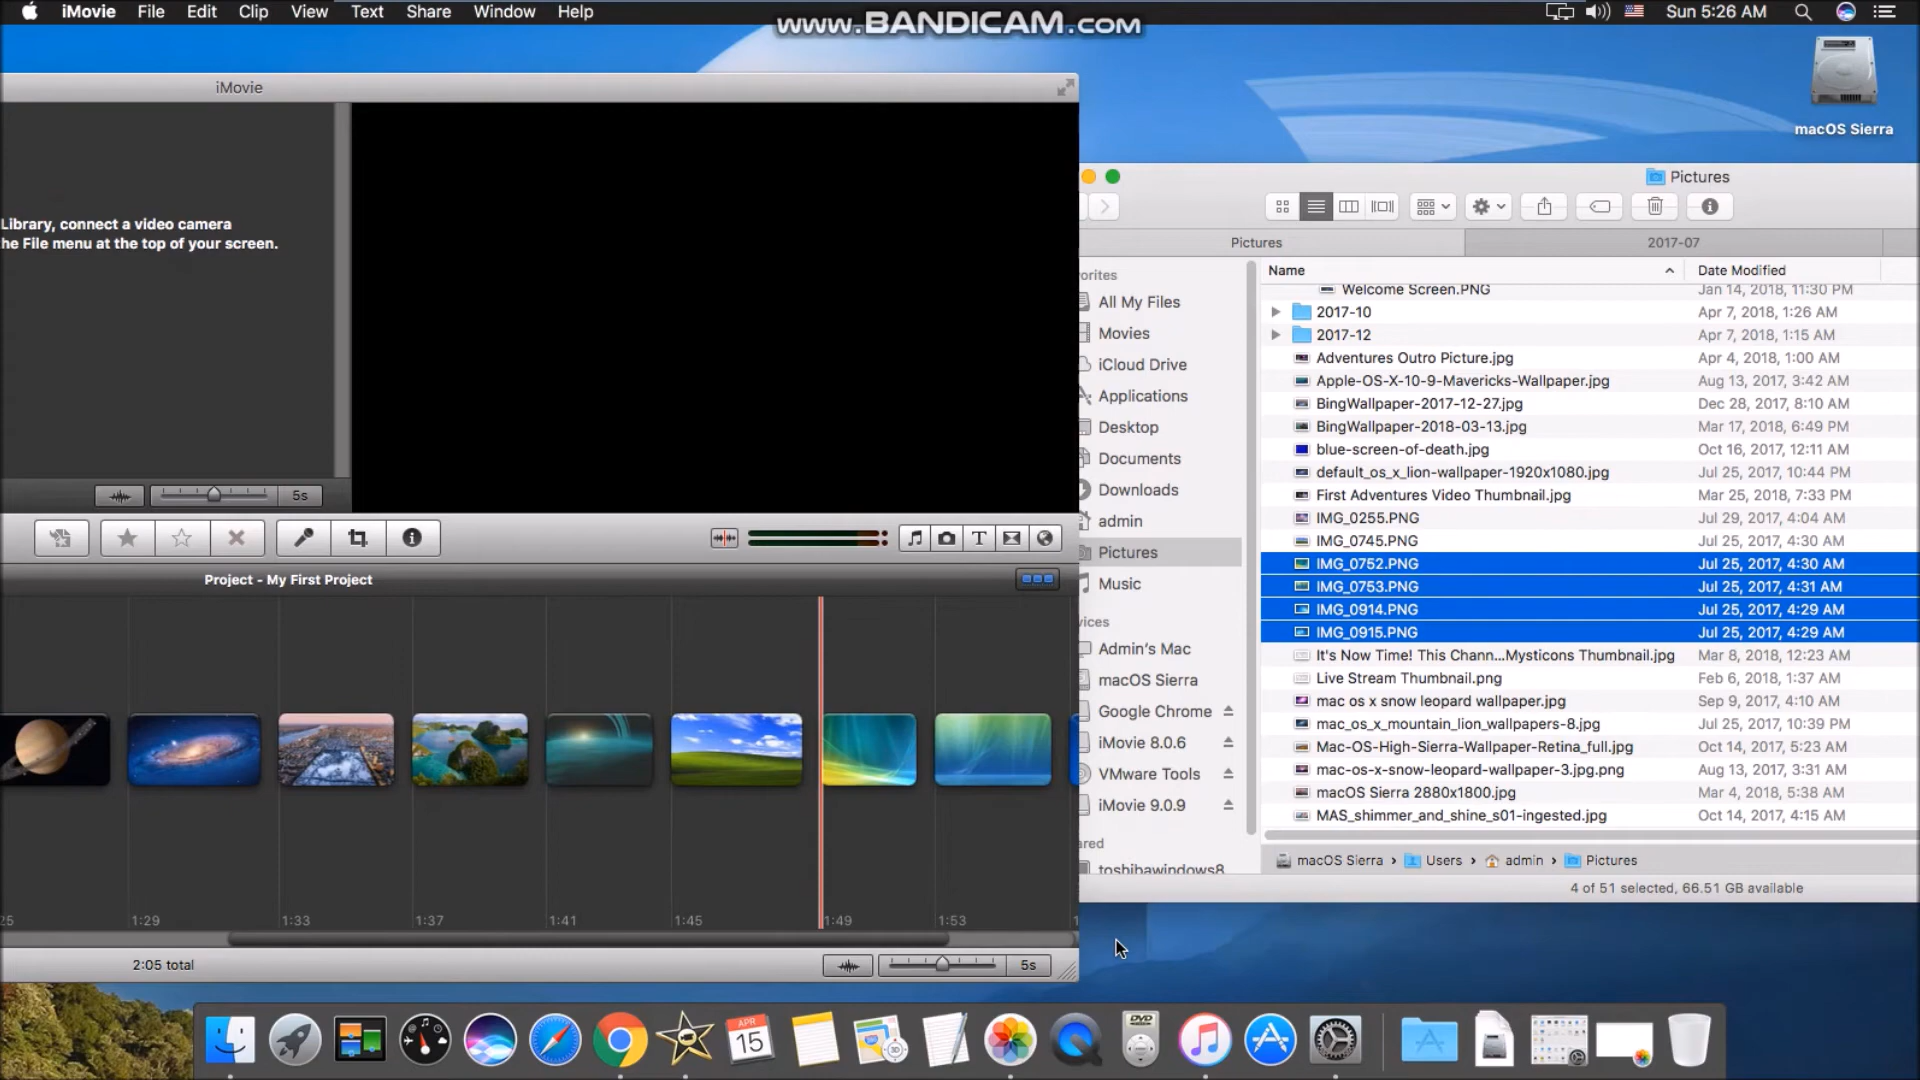 iMovie File Edit Clip View Text Share Window Help
Sun 5:26 AM
www.BANDICAM.com
macOS Sierra
iMovie
Library, connect a video camera
he File menu at the top of your screen.
5s
Project - My First Project
25 1:29 1:33 1:37 1:41 1:45 1:49 1:53 1
2:05 total
5s
Pictures
Pictures 2017-07
orites
All My Files
Movies
iCloud Drive
Applications
Desktop
Documents
Downloads
admin
Pictures
Music
vices
Admin's Mac
macOS Sierra
Google Chrome
iMovie 8.0.6
VMware Tools
iMovie 9.0.9
ared
toshibawindows8
Name Date Modified
Welcome Screen.PNG Jan 14, 2018, 11:30 PM
2017-10 Apr 7, 2018, 1:26 AM
2017-12 Apr 7, 2018, 1:15 AM
Adventures Outro Picture.jpg Apr 4, 2018, 1:00 AM
Apple-OS-X-10-9-Mavericks-Wallpaper.jpg Aug 13, 2017, 3:42 AM
BingWallpaper-2017-12-27.jpg Dec 28, 2017, 8:10 AM
BingWallpaper-2018-03-13.jpg Mar 17, 2018, 6:49 PM
blue-screen-of-death.jpg Oct 16, 2017, 12:11 AM
default_os_x_lion-wallpaper-1920x1080.jpg Jul 25, 2017, 10:44 PM
First Adventures Video Thumbnail.jpg Mar 25, 2018, 7:33 PM
IMG_0255.PNG Jul 29, 2017, 4:04 AM
IMG_0745.PNG Jul 25, 2017, 4:30 AM
IMG_0752.PNG Jul 25, 2017, 4:30 AM
IMG_0753.PNG Jul 25, 2017, 4:31 AM
IMG_0914.PNG Jul 25, 2017, 4:29 AM
IMG_0915.PNG Jul 25, 2017, 4:29 AM
It's Now Time! This Chann...Mysticons Thumbnail.jpg Mar 8, 2018, 12:23 AM
Live Stream Thumbnail.png Feb 6, 2018, 1:37 AM
mac os x snow leopard wallpaper.jpg Sep 9, 2017, 4:10 AM
mac_os_x_mountain_lion_wallpapers-8.jpg Jul 25, 2017, 10:39 PM
Mac-OS-High-Sierra-Wallpaper-Retina_full.jpg Oct 14, 2017, 5:23 AM
mac-os-x-snow-leopard-wallpaper-3.jpg.png Aug 13, 2017, 3:31 AM
macOS Sierra 2880x1800.jpg Mar 4, 2018, 5:38 AM
MAS_shimmer_and_shine_s01-ingested.jpg Oct 14, 2017, 4:15 AM
macOS Sierra › Users › admin › Pictures
4 of 51 selected, 66.51 GB available
APR
15
3D
DVD